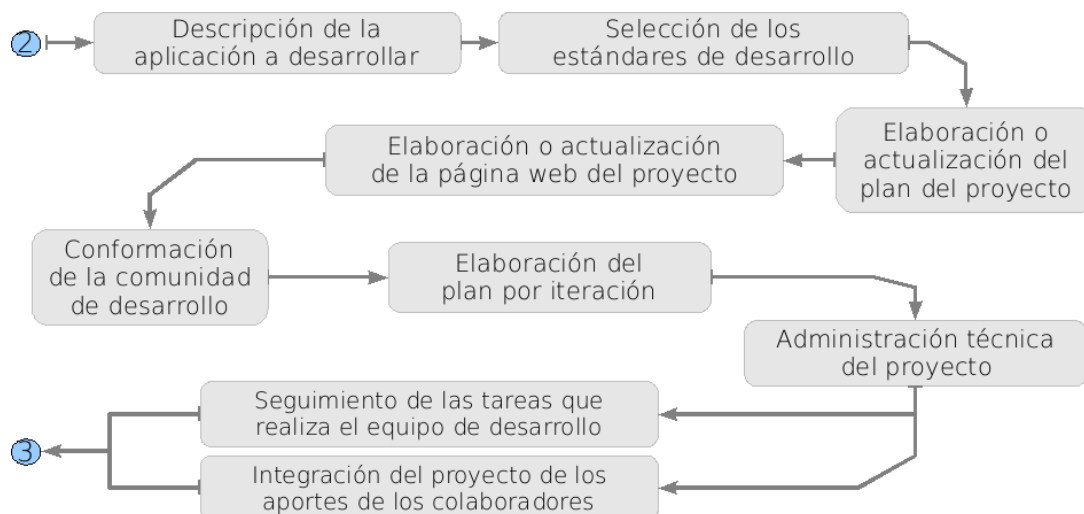 2
Descripción de la
aplicación a desarrollar
Selección de los
estándares de desarrollo
Elaboración o
actualización del
plan del proyecto
Elaboración o actualización
de la página web del proyecto
Conformación
de la comunidad
de desarrollo
Elaboración del
plan por iteración
Administración técnica
del proyecto
Seguimiento de las tareas que
realiza el equipo de desarrollo
Integración del proyecto de los
aportes de los colaboradores
3